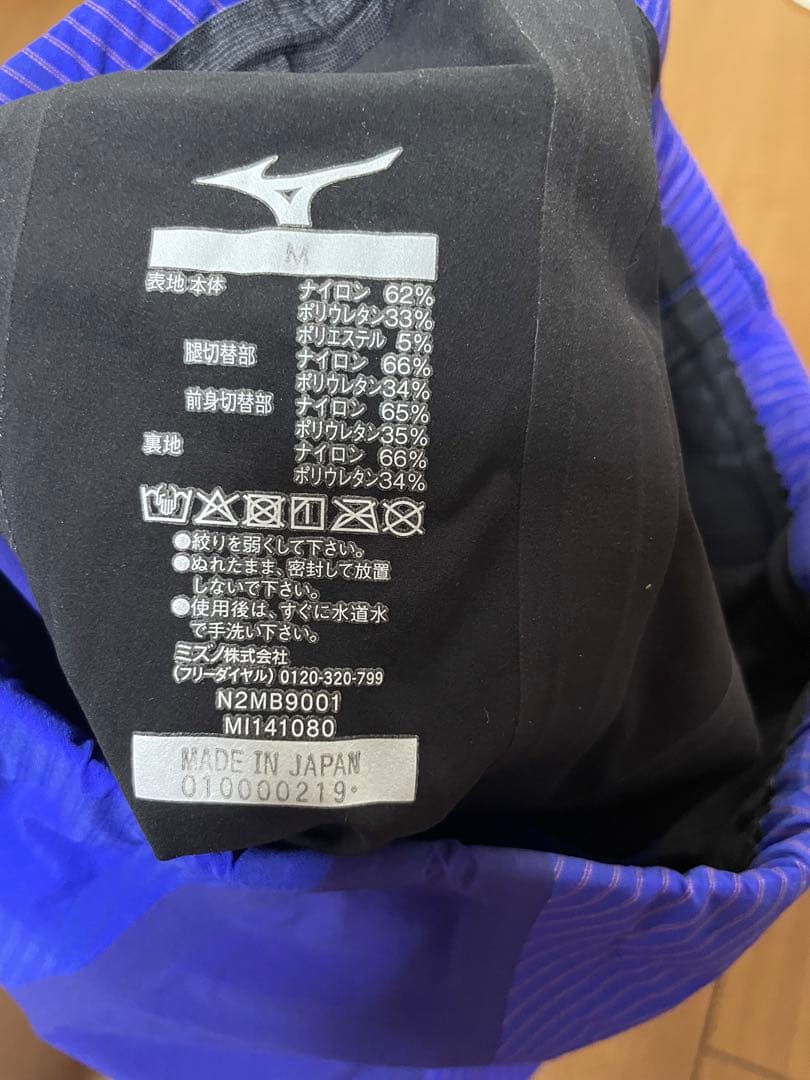 M
表地 本体 ナイロン 62%
ポリウレタン33%
ポリエステル 5%
腿切替部 ナイロン 66%
ポリウレタン34%
前身切替部 ナイロン 65%
ポリウレタン35%
裏地 ナイロン 66%
ポリウレタン34%
●絞りを弱くして下さい。
●ぬれたまま、密封して放置
しないで下さい。
●使用後は、すぐに水道水
で手洗い下さい。
ミズノ株式会社
(フリーダイヤル) 0120-320-799
N2MB9001
MI141080
MADE IN JAPAN
010000219